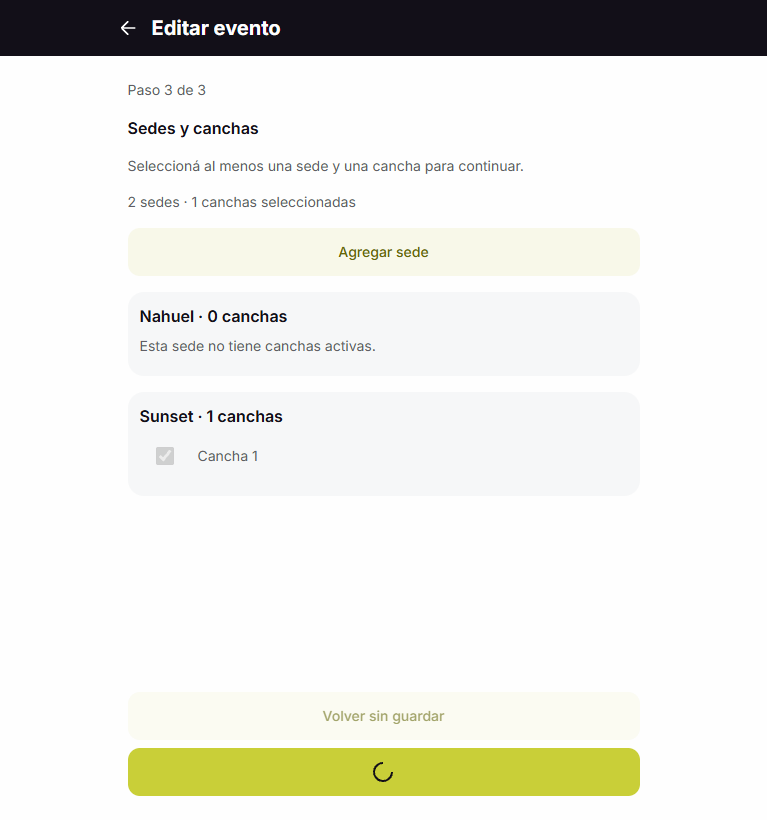 Editar evento
Paso 3 de 3
Sedes y canchas
Seleccioná al menos una sede y una cancha para continuar.
2 sedes · 1 canchas seleccionadas
Agregar sede
Nahuel · 0 canchas
Esta sede no tiene canchas activas.
Sunset · 1 canchas
Cancha 1
Volver sin guardar